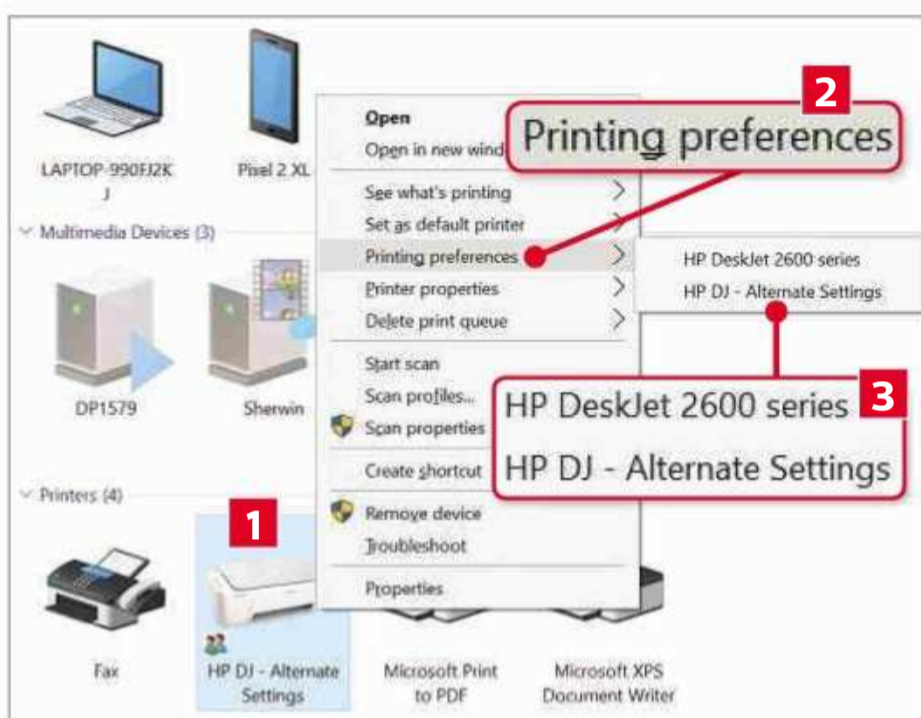 LAPTOP-990FJ2K
J
Pixel 2 XL
Multimedia Devices (3)
DP1579
Sherwin
Printers (4)
1
Fax
HP DJ - Alternate
Settings
Microsoft Print
to PDF
Microsoft XPS
Document Writer
Open
Open in new wind
See what's printing
Set as default printer
Printing preferences
Printer properties
Delete print queue
Start scan
Scan profiles...
Scan properties
Create shortcut
Remove device
Troubleshoot
Properties
2
Printing preferences
HP DeskJet 2600 series
HP DJ - Alternate Settings
3
HP DeskJet 2600 series
HP DJ - Alternate Settings